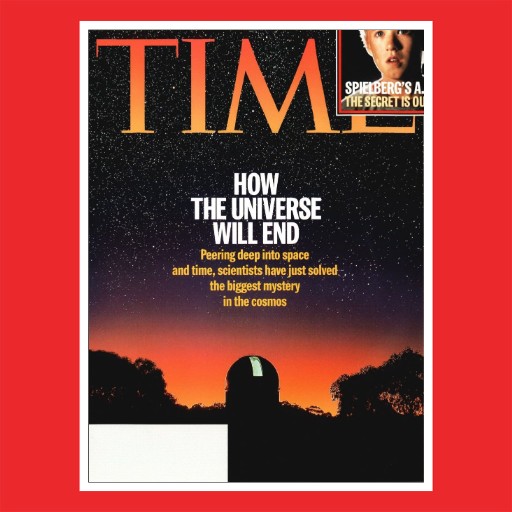 TIME
SPIELBERG'S A.
THE SECRET IS OU
HOW
THE UNIVERSE
WILL END
Peering deep into space
and time, scientists have just solved
the biggest mystery
in the cosmos